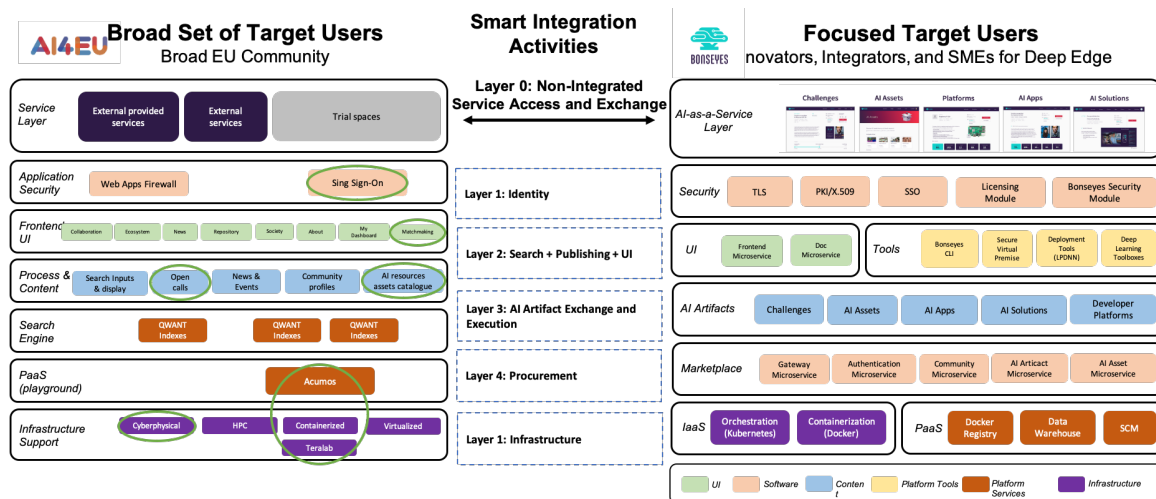 AI4EU
Broad Set of Target Users
Broad EU Community
Service
Layer
External provided
services
External
services
Trial spaces
Application
Security
Web Apps Firewall
Sing Sign-On
Frontend
UI
Collaboration
Ecosystem
News
Repository
Society
About
My
Dashboard
Matchmaking
Process &
Content
Search Inputs
& display
Open
calls
News &
Events
Community
profiles
AI resources
assets catalogue
Search
Engine
QWANT
Indexes
QWANT
Indexes
QWANT
Indexes
PaaS
(playground)
Acumos
Infrastructure
Support
Cyberphysical
HPC
Containerized
Virtualized
Teralab
Smart Integration
Activities
Layer 0: Non-Integrated
Service Access and Exchange
Layer 1: Identity
Layer 2: Search + Publishing + UI
Layer 3: AI Artifact Exchange and
Execution
Layer 4: Procurement
Layer 1: Infrastructure
BONSEYES
Focused Target Users
novators, Integrators, and SMEs for Deep Edge
AI-as-a-Service
Layer
Challenges
AI Assets
Platforms
AI Apps
AI Solutions
Security
TLS
PKI/X.509
SSO
Licensing
Module
Bonseyes Security
Module
UI
Frontend
Microservice
Doc
Microservice
Tools
Bonseyes
CLI
Secure
Virtual
Premise
Deployment
Tools
(LPDNN)
Deep
Learning
Toolboxes
AI Artifacts
Challenges
AI Assets
AI Apps
AI Solutions
Developer
Platforms
Marketplace
Gateway
Microservice
Authentication
Microservice
Community
Microservice
AI Articact
Microservice
AI Asset
Microservice
IaaS
Orchestration
(Kubernetes)
Containerization
(Docker)
PaaS
Docker
Registry
Data
Warehouse
SCM
UI
Software
Conten
t
Platform Tools
Platform
Services
Infrastructure